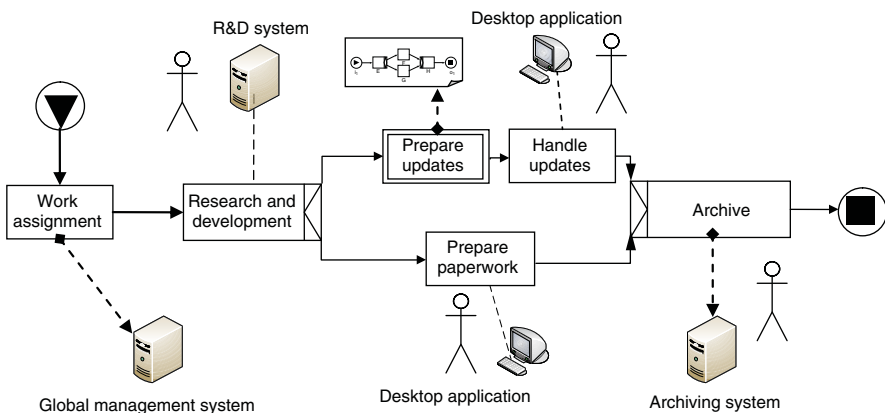 R&D system
Desktop application
E
F
G
H
Prepare
updates
Handle
updates
Work
assignment
Research and
development
Archive
Prepare
paperwork
Global management system
Desktop application
Archiving system